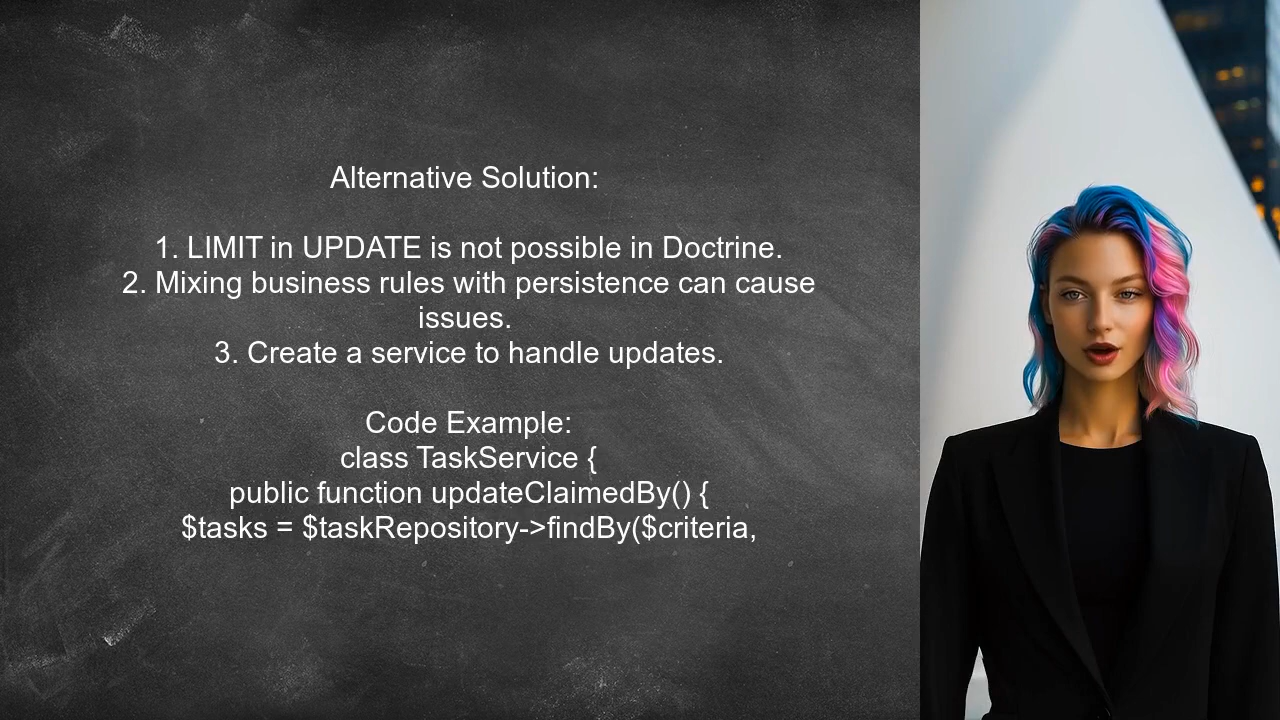 Alternative Solution:
1. LIMIT in UPDATE is not possible in Doctrine.
2. Mixing business rules with persistence can cause
issues.
3. Create a service to handle updates.
Code Example:
class TaskService {
public function updateClaimedBy() {
$tasks = $taskRepository->findBy($criteria,